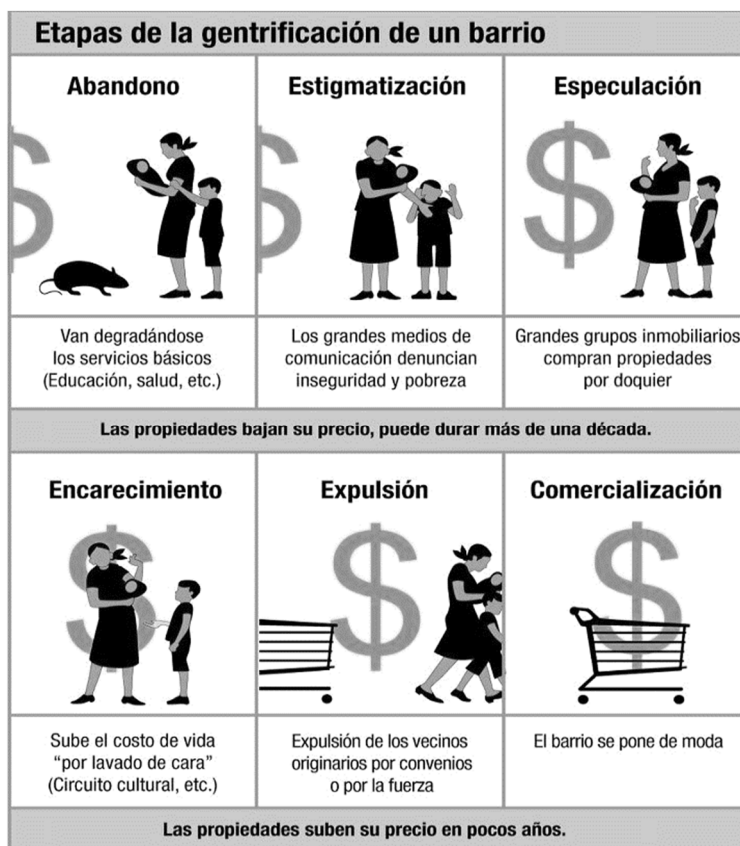 Etapas de la gentrificación de un barrio
Abandono
Van degradándose
los servicios básicos
(Educación, salud, etc.)
Estigmatización
Los grandes medios de
comunicación denuncian
inseguridad y pobreza
Especulación
Grandes grupos inmobiliarios
compran propiedades
por doquier
Las propiedades bajan su precio, puede durar más de una década.
Encarecimiento
Sube el costo de vida
“por lavado de cara”
(Circuito cultural, etc.)
Expulsión
Expulsión de los vecinos
originarios por convenios
o por la fuerza
Comercialización
El barrio se pone de moda
Las propiedades suben su precio en pocos años.